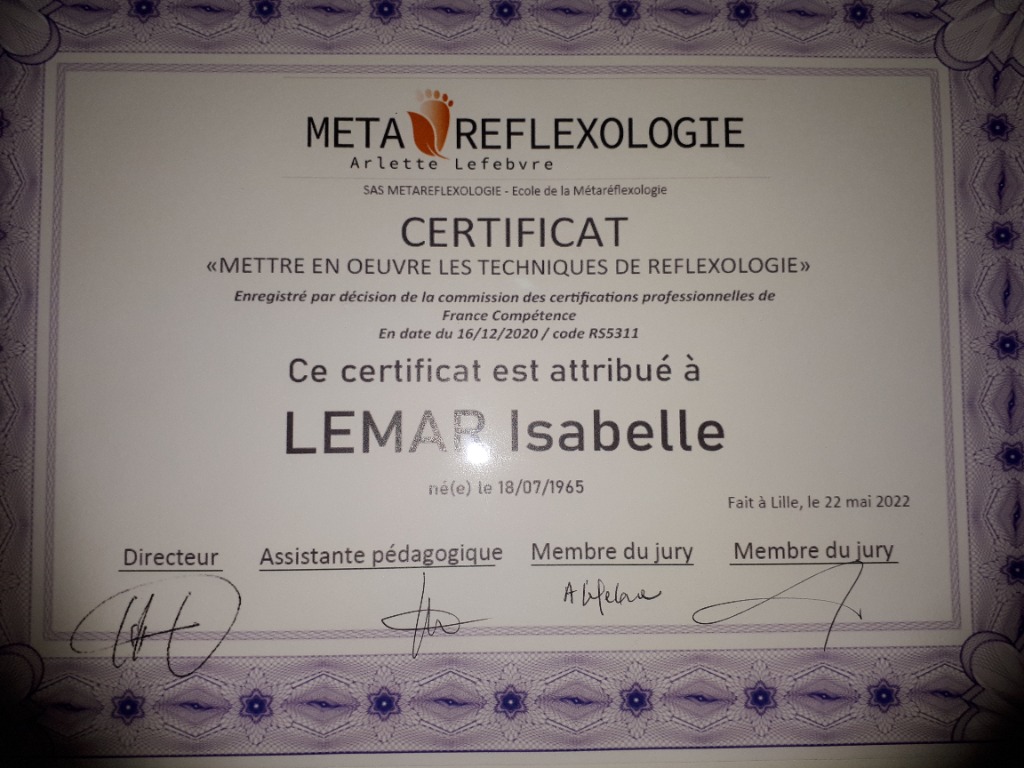 META REFLEXOLOGIE
Arlette Lefebvre
SAS METAREFLEXOLOGIE - Ecole de la Métaréflexologie
CERTIFICAT
«METTRE EN OEUVRE LES TECHNIQUES DE REFLEXOLOGIE»
Enregistré par décision de la commission des certifications professionnelles de
France Compétence
En date du 16/12/2020 / code RS5311
Ce certificat est attribué à
LEMAR Isabelle
né(e) le 18/07/1965
Fait à Lille, le 22 mai 2022
Directeur Assistante pédagogique Membre du jury Membre du jury